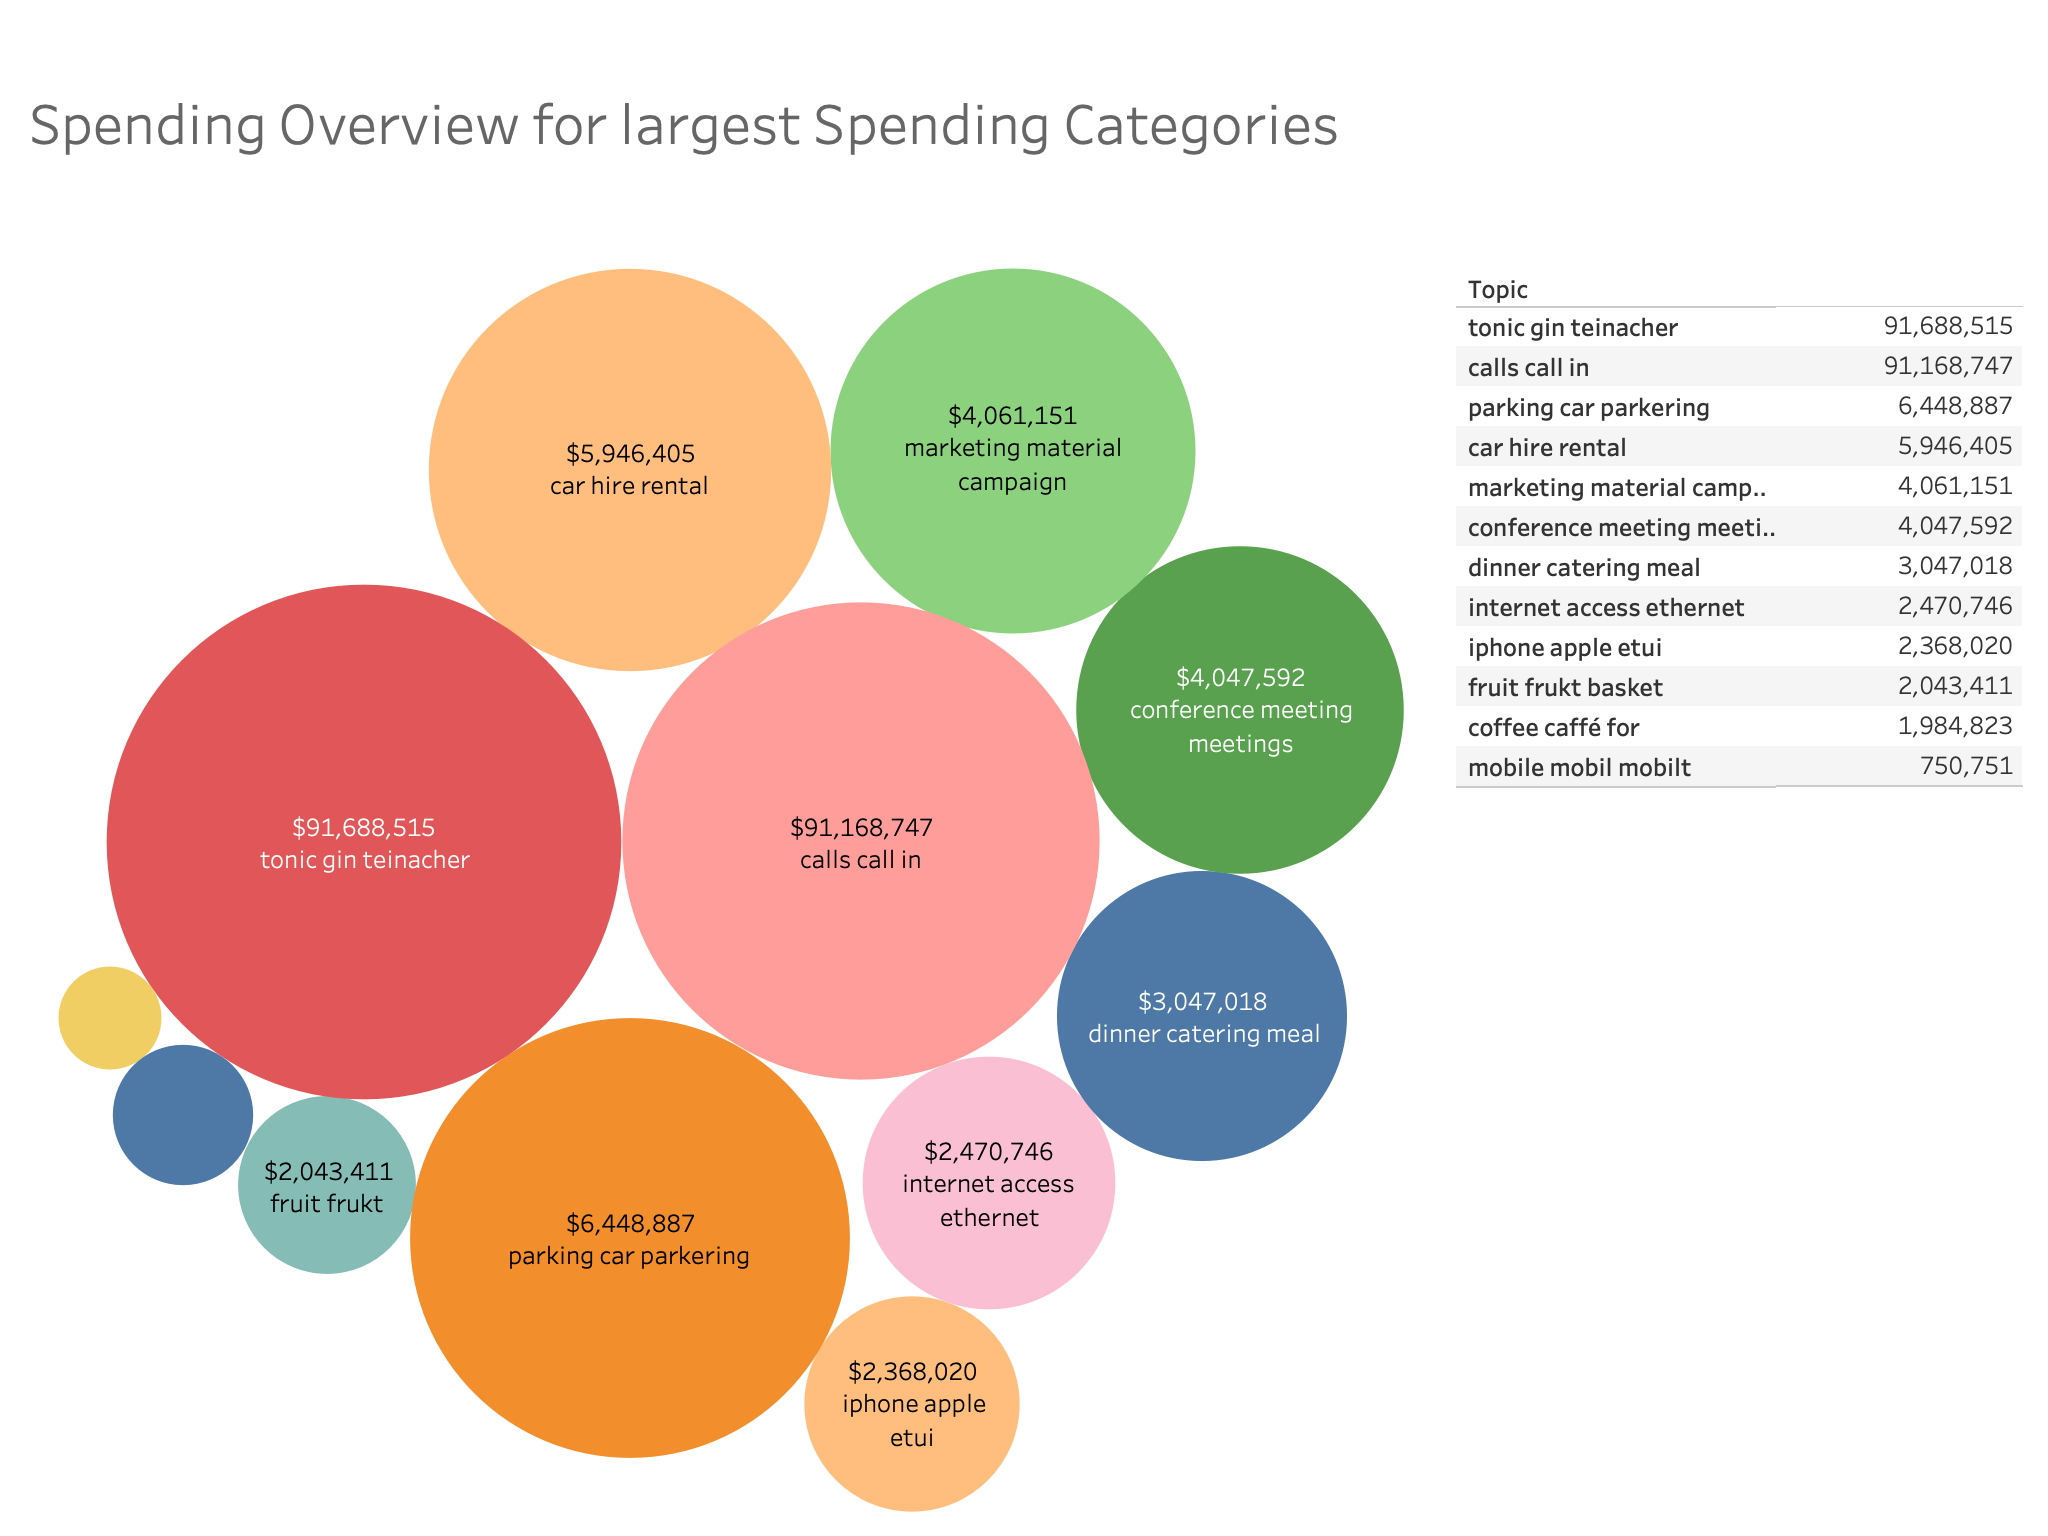 Spending Overview for largest Spending Categories
$5,946,405
car hire rental
$4,061,151
marketing material
campaign
$4,047,592
conference meeting
meetings
$91,688,515
tonic gin teinacher
$91,168,747
calls call in
$3,047,018
dinner catering meal
$2,470,746
internet access
ethernet
$2,043,411
fruit frukt
$6,448,887
parking car parkering
$2,368,020
iphone apple
etui
Topic
tonic gin teinacher 91,688,515
calls call in 91,168,747
parking car parkering 6,448,887
car hire rental 5,946,405
marketing material camp.. 4,061,151
conference meeting meeti.. 4,047,592
dinner catering meal 3,047,018
internet access ethernet 2,470,746
iphone apple etui 2,368,020
fruit frukt basket 2,043,411
coffee caffé for 1,984,823
mobile mobil mobilt 750,751